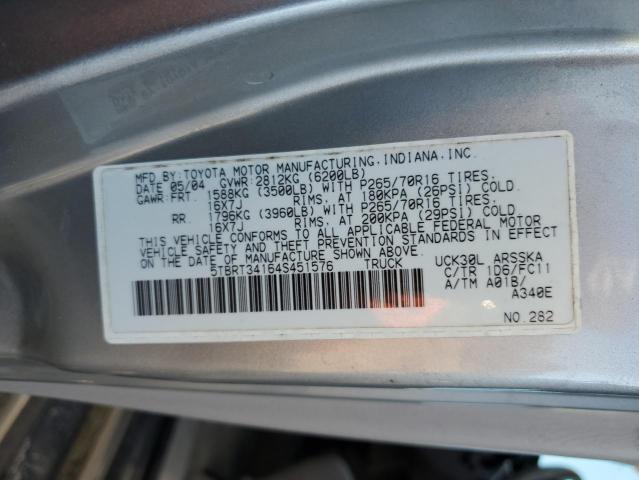 MFD. BY: TOYOTA MOTOR MANUFACTURING, INDIANA, INC.
DATE 05/04 GVWR 2812KG (6200LB)
GAWR: FRT. 1588KG (3500LB) WITH P265/70R16 TIRES,
16X7J RIMS, AT 180KPA (26PSI) COLD.
RR. 1796KG (3960LB) WITH P265/70R16 TIRES,
16X7J RIMS, AT 200KPA (29PSI) COLD.
THIS VEHICLE CONFORMS TO ALL APPLICABLE FEDERAL MOTOR
VEHICLE SAFETY AND THEFT PREVENTION STANDARDS IN EFFECT
ON THE DATE OF MANUFACTURE SHOWN ABOVE.
5TBRT34164S451576 TRUCK UCK30L ARSSKA
C/TR 1D6/FC11
A/TM A01B/
A340E
NO.282